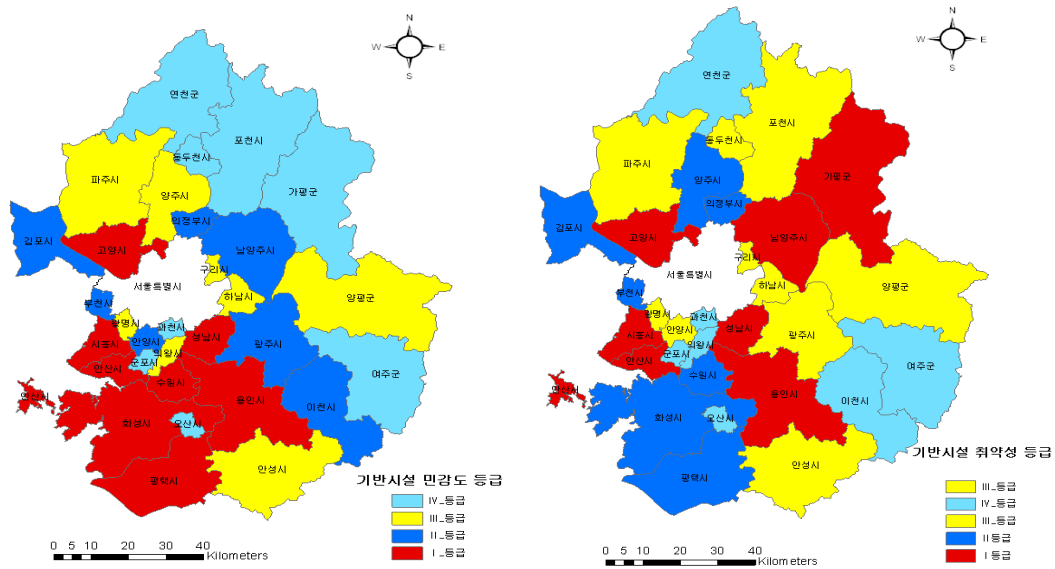 N
W E
S
연천군
포천시
동두천시
가평군
파주시
양주시
의정부시
김포시
고양시
남양주시
구리시
서울특별시
양평군
하남시
부천시
광명시
과천시
시흥시
안양시
성남시
광주시
의왕시
군포시
안산시
여주군
수원시
안산시
용인시
이천시
화성시
오산시
안성시
평택시
기반시설 민감도 등급
IV_등급
III_등급
II_등급
I _등급
0 5 10 20 30 40
Kilometers
N
W E
S
연천군
포천시
동두천시
파주시
가평군
양주시
의정부시
김포시
고양시
남양주시
구리시
서울특별시
하남시
양평군
부천시
광명시
과천시
시흥시
안양시
성남시
광주시
의왕시
군포시
안산시
여주군
수원시
안산시
용인시
이천시
화성시
오산시
안성시
평택시
기반시설 취약성 등급
III_등급
IV_등급
III_등급
II등급
I 등급
0 5 10 20 30 40
Kilometers